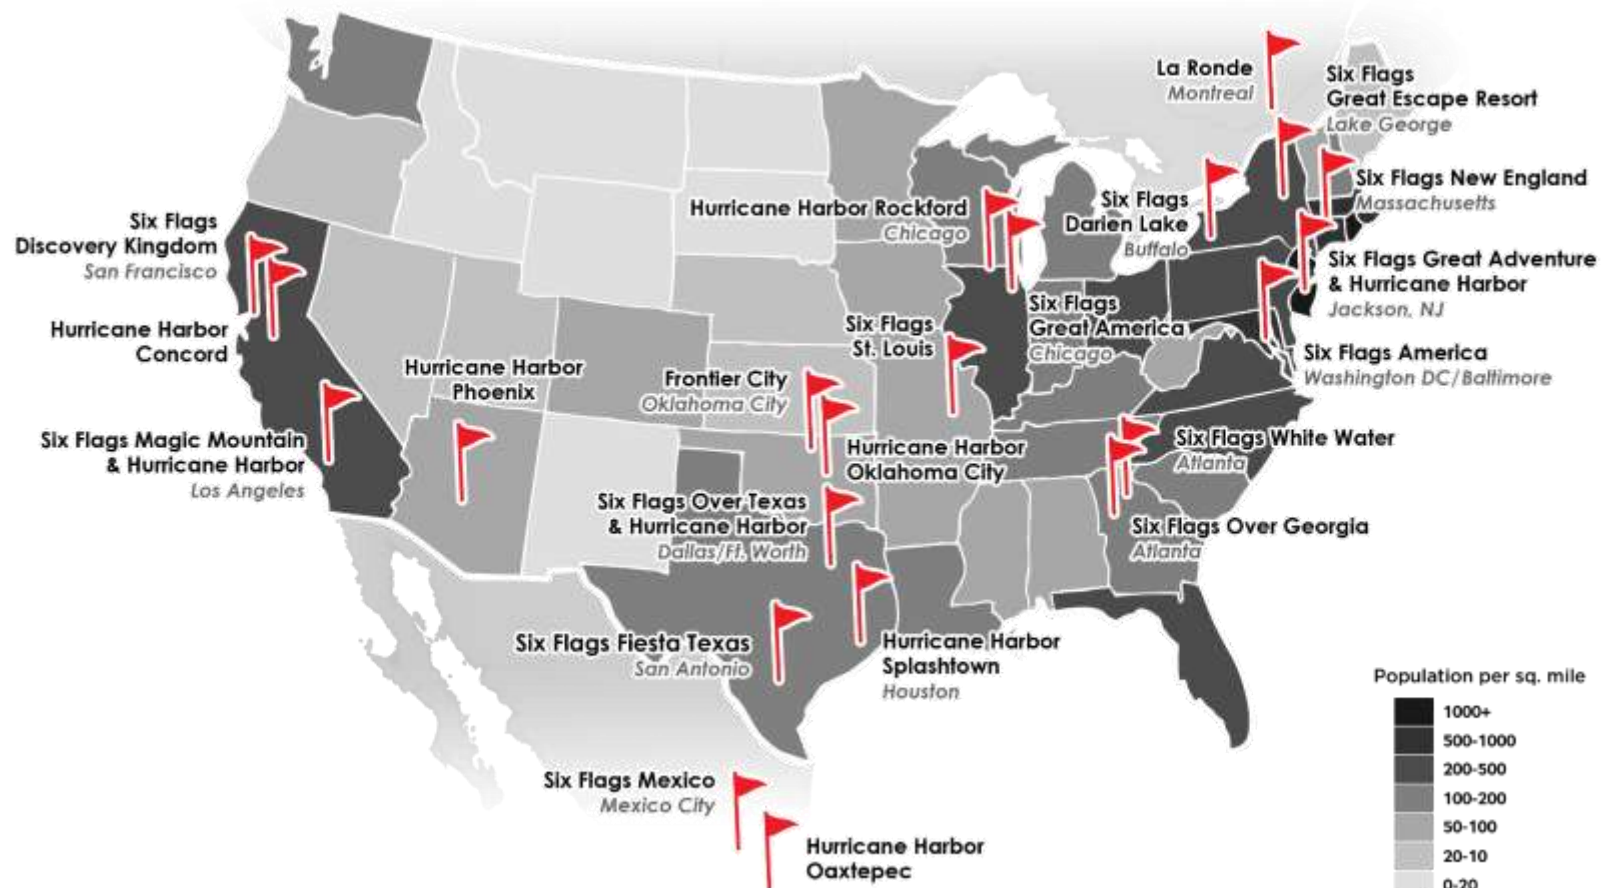 La Ronde
Montreal
Six Flags
Great Escape Resort
Lake George
Six Flags New England
Massachusetts
Hurricane Harbor Rockford
Chicago
Six Flags
Darien Lake
Buffalo
Six Flags
Discovery Kingdom
San Francisco
Six Flags Great Adventure
& Hurricane Harbor
Jackson, NJ
Hurricane Harbor
Concord
Six Flags
St. Louis
Six Flags
Great America
Chicago
Six Flags America
Washington DC/Baltimore
Hurricane Harbor
Phoenix
Frontier City
Oklahoma City
Six Flags Magic Mountain
& Hurricane Harbor
Los Angeles
Hurricane Harbor
Oklahoma City
Six Flags White Water
Atlanta
Six Flags Over Texas
& Hurricane Harbor
Dallas/Ft. Worth
Six Flags Over Georgia
Atlanta
Six Flags Fiesta Texas
San Antonio
Hurricane Harbor
Splashtown
Houston
Six Flags Mexico
Mexico City
Hurricane Harbor
Oaxtepec
Population per sq. mile
1000+
500-1000
200-500
100-200
50-100
20-10
0-20